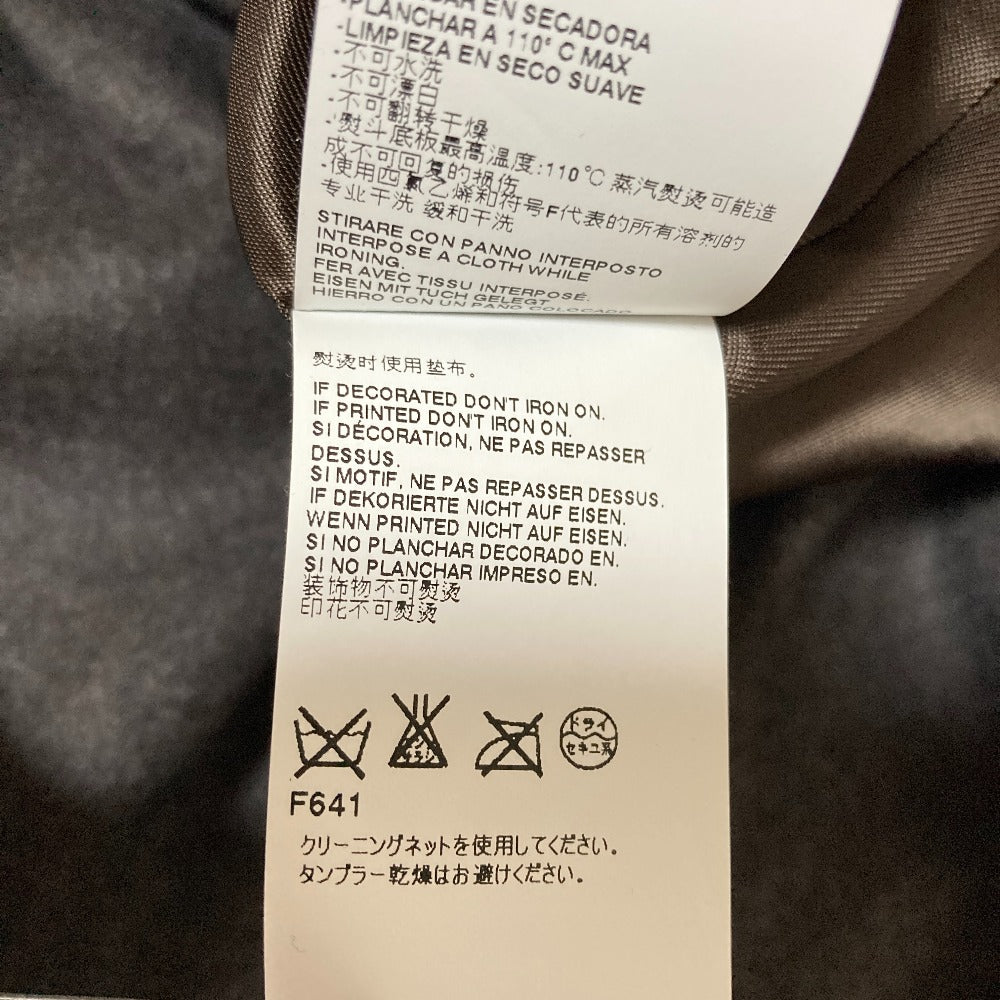 EN SECADORA
-PLANCHAR A 110° C MAX
-LIMPIEZA EN SECO SUAVE
-不可水洗
-不可漂白
-不可翻转干燥
-熨斗底板最高温度:110℃ 蒸汽熨烫可能造
成不可回复的损伤
-使用四氯乙烯和符号F代表的所有溶剂的
专业干洗 缓和干洗
STIRARE CON PANNO INTERPOSTO
INTERPOSE A CLOTH WHILE
IRONING.
FER AVEC TISSU INTERPOSÉ.
EISEN MIT TUCH GELEGT
HIERRO CON UN PANO COLOCADO
熨烫时使用垫布。
IF DECORATED DON'T IRON ON.
IF PRINTED DON'T IRON ON.
SI DÉCORATION, NE PAS REPASSER
DESSUS.
SI MOTIF, NE PAS REPASSER DESSUS.
IF DEKORIERTE NICHT AUF EISEN.
WENN PRINTED NICHT AUF EISEN.
SI NO PLANCHAR DECORADO EN.
SI NO PLANCHAR IMPRESO EN.
装饰物不可熨烫
印花不可熨烫
ドライ
セキユ系
F641
クリーニングネットを使用してください。
タンブラー乾燥はお避けください。